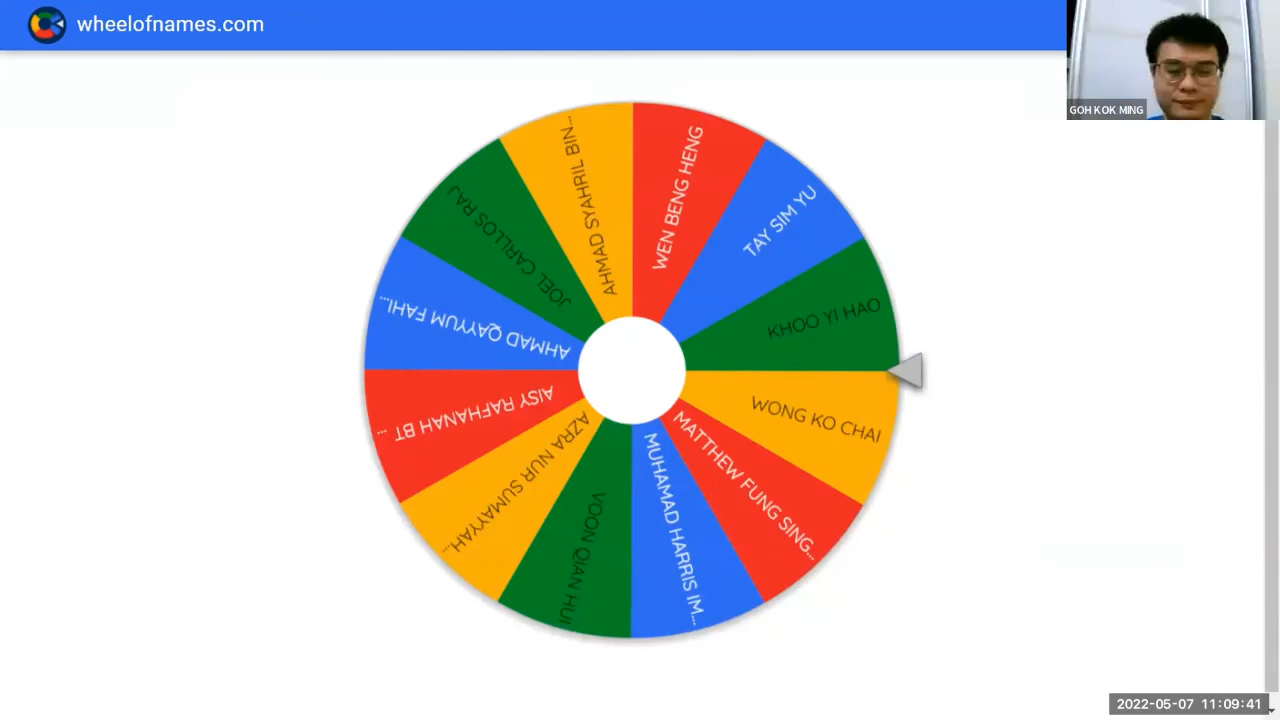 wheelofnames.com
GOH KOK MING
WEN BENG HENG
TAY SIM YU
KHOO YI HAO
WONG KO CHAI
MATTHEW FUNG SING...
MUHAMAD HARRIS IM...
VOON QIAN HUI
AZRA NUR SUMAYYAH...
AISY RAFHANAH BT ...
AHMAD QAYYUM FAHI...
JOEL CARLLOS RAJ
AHMAD SYAHRIL BIN...
2022-05-07 11:09:41